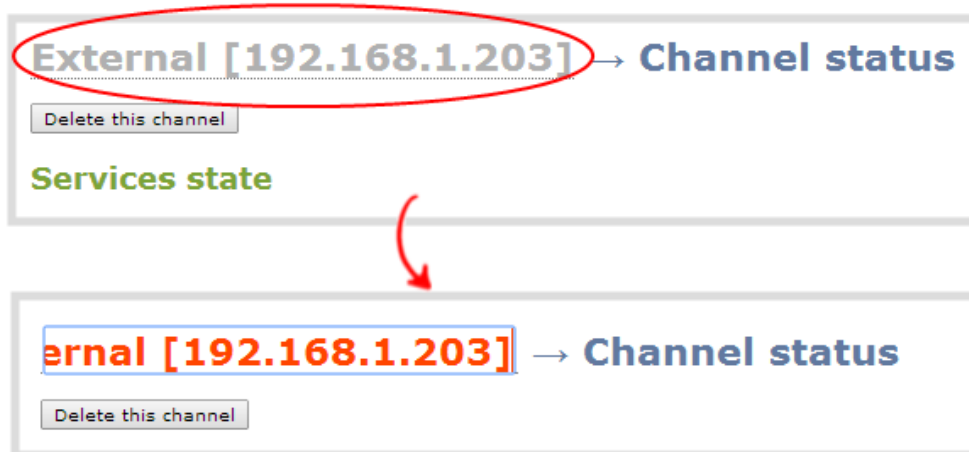 External [192.168.1.203] → Channel status
Delete this channel
Services state
ernal [192.168.1.203] → Channel status
Delete this channel